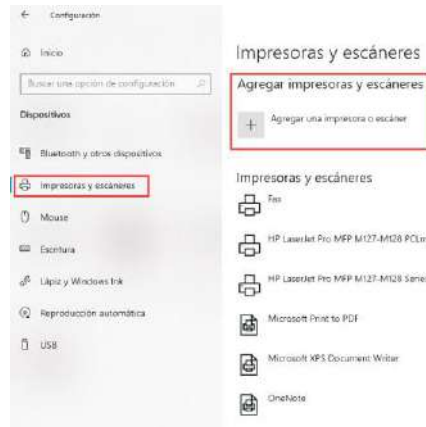 Configuración
Inicio
Buscar una opción de configuración
Dispositivos
Bluetooth y otros dispositivos
Impresoras y escáneres
Mouse
Escritura
Lápiz y Windows Ink
Reproducción automática
USB
Impresoras y escáneres
Agregar impresoras y escáneres
Agregar una impresora o escáner
Impresoras y escáneres
Fax
HP LaserJet Pro MFP M127-M128 PCLm
HP LaserJet Pro MFP M127-M128 Serie
Microsoft Print to PDF
Microsoft XPS Document Writer
OneNote